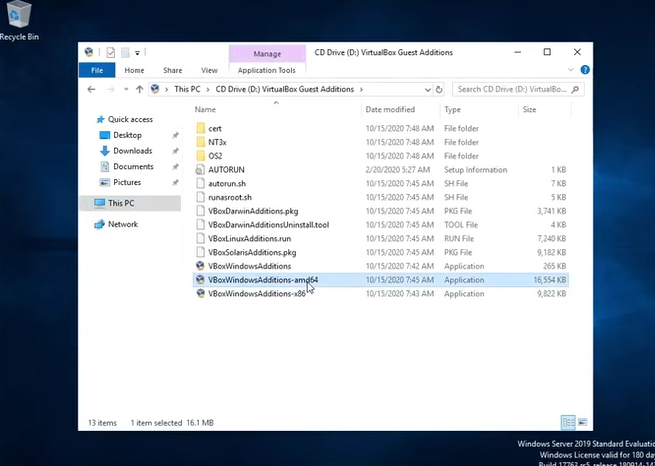 Recycle Bin
Manage
CD Drive (D:) VirtualBox Guest Additions
File Home Share View Application Tools
This PC CD Drive (D:) VirtualBox Guest Additions
Search CD Drive (D:) VirtualBo...
Name Date modified Type Size
Quick access
Desktop
Downloads
Documents
Pictures
This PC
Network
cert 10/15/2020 7:48 AM File folder
NT3x 10/15/2020 7:48 AM File folder
OS2 10/15/2020 7:48 AM File folder
AUTORUN 2/20/2020 5:27 AM Setup Information 1 KB
autorun.sh 10/15/2020 7:45 AM SH File 7 KB
runasroot.sh 10/15/2020 7:45 AM SH File 5 KB
VBoxDarwinAdditions.pkg 10/15/2020 7:45 AM PKG File 3,741 KB
VBoxDarwinAdditionsUninstall.tool 10/15/2020 7:45 AM TOOL File 4 KB
VBoxLinuxAdditions.run 10/15/2020 7:45 AM RUN File 7,240 KB
VBoxSolarisAdditions.pkg 10/15/2020 7:45 AM PKG File 9,182 KB
VBoxWindowsAdditions 10/15/2020 7:42 AM Application 265 KB
VBoxWindowsAdditions-amd64 10/15/2020 7:45 AM Application 16,554 KB
VBoxWindowsAdditions-x86 10/15/2020 7:43 AM Application 9,822 KB
13 items 1 item selected 16.1 MB
Windows Server 2019 Standard Evaluatio
Windows License valid for 180 da
Build 17763.rs5_release.180914-14